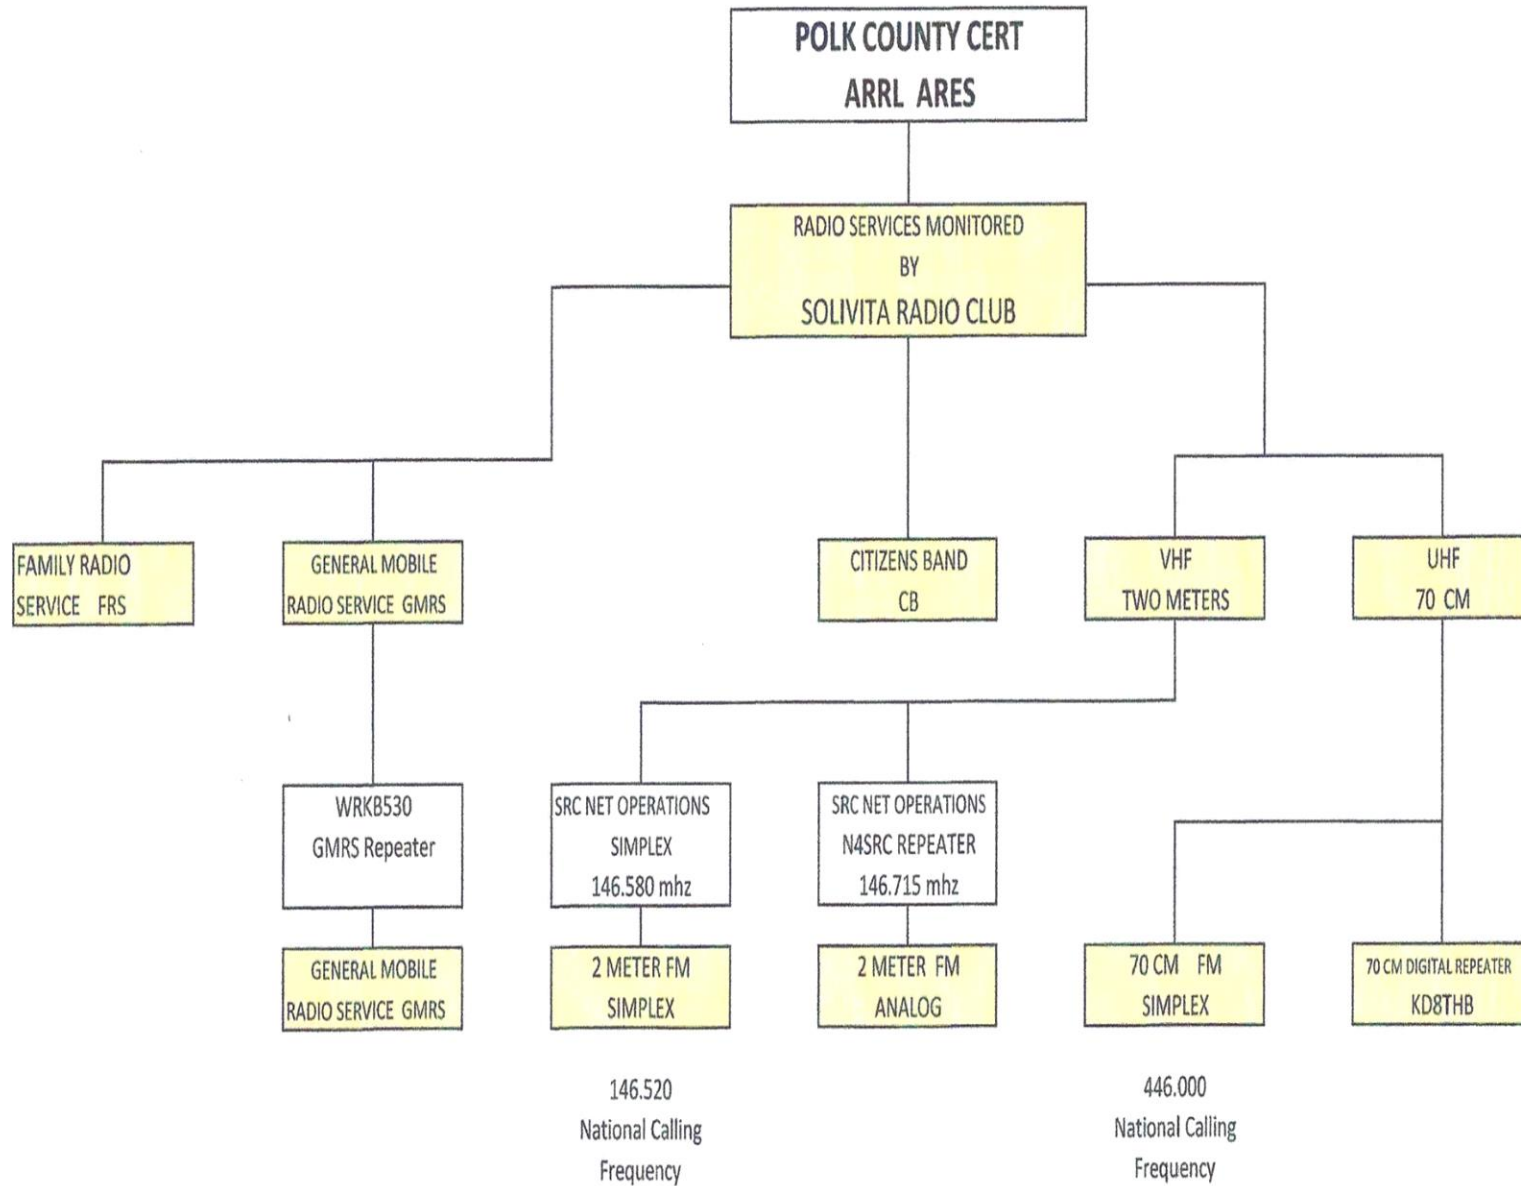 POLK COUNTY CERT
ARRL ARES
RADIO SERVICES MONITORED
BY
SOLIVITA RADIO CLUB
FAMILY RADIO
SERVICE FRS
GENERAL MOBILE
RADIO SERVICE GMRS
CITIZENS BAND
CB
VHF
TWO METERS
UHF
70 CM
WRKB530
GMRS Repeater
SRC NET OPERATIONS
SIMPLEX
146.580 mhz
SRC NET OPERATIONS
N4SRC REPEATER
146.715 mhz
GENERAL MOBILE
RADIO SERVICE GMRS
2 METER FM
SIMPLEX
2 METER FM
ANALOG
70 CM FM
SIMPLEX
70 CM DIGITAL REPEATER
KD8THB
146.520
National Calling
Frequency
446.000
National Calling
Frequency